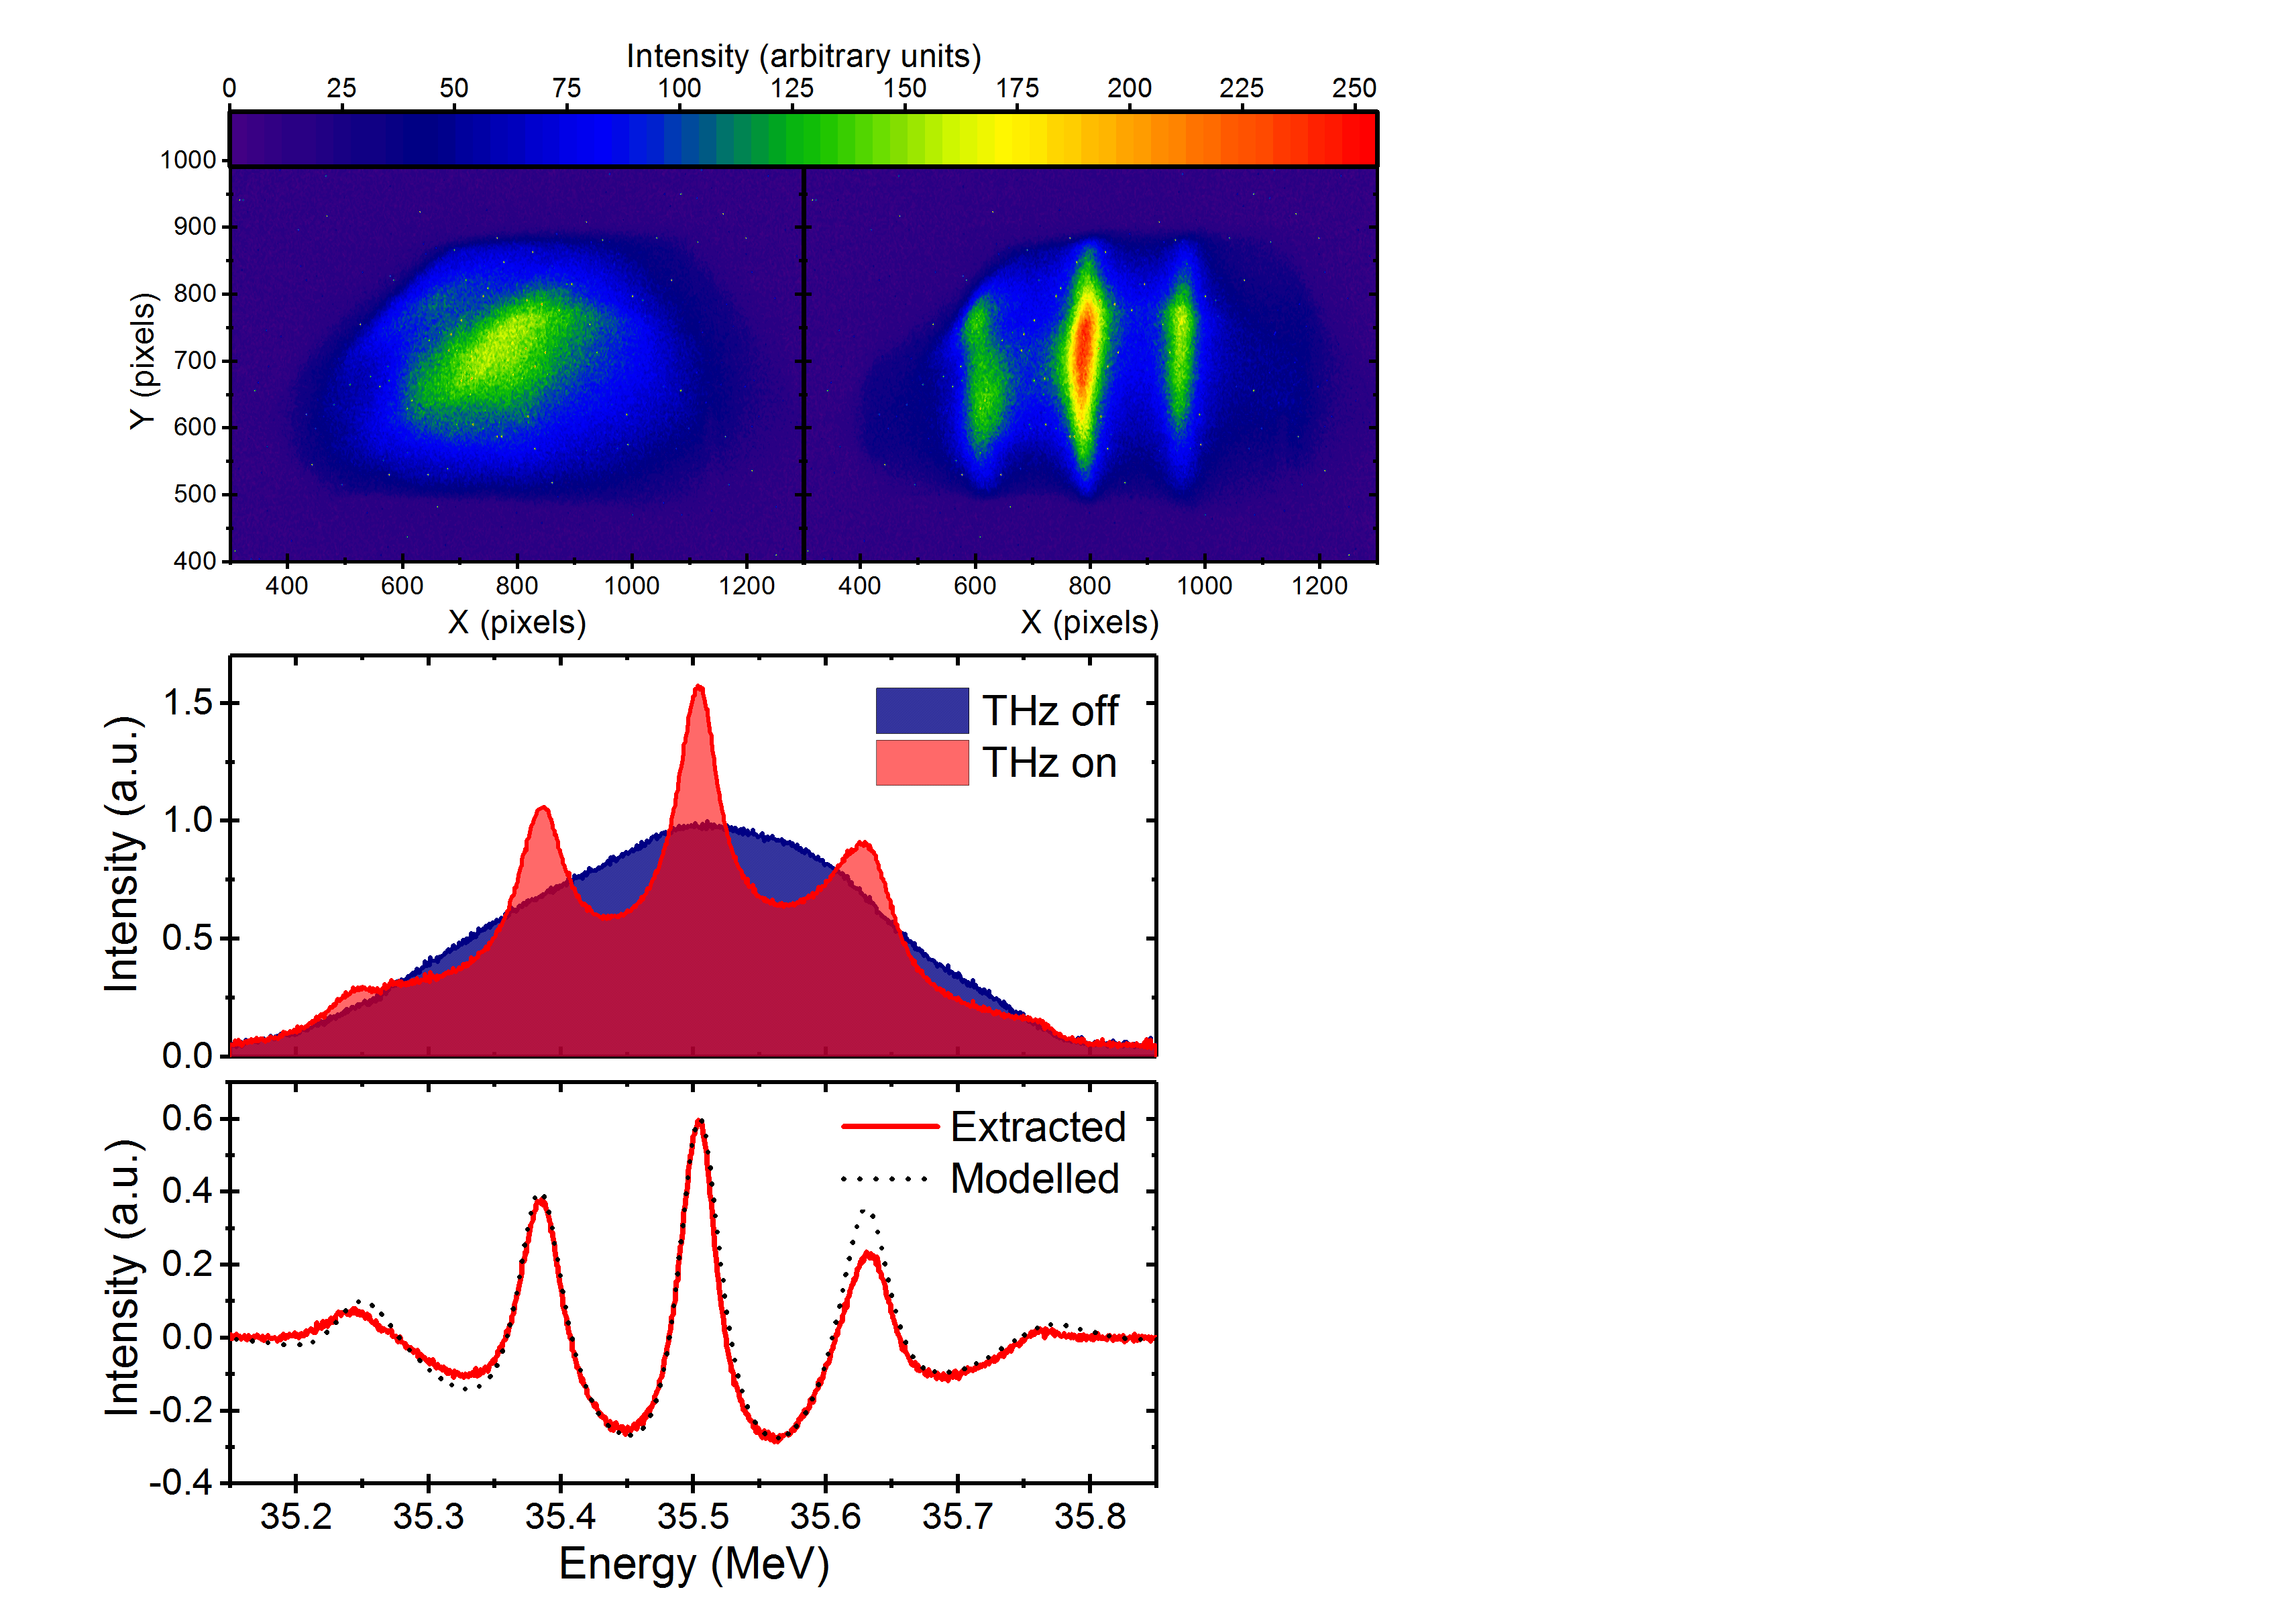 Intensity (arbitrary units)
0 25 50 75 100 125 150 175 200 225 250
1000
900
800
700
600
500
400
Y (pixels)
400 600 800 1000 1200 400 600 800 1000 1200
X (pixels) X (pixels)
1.5
1.0
0.5
0.0
Intensity (a.u.)
THz off
THz on
0.6
0.4
0.2
0.0
-0.2
-0.4
Intensity (a.u.)
Extracted
Modelled
35.2 35.3 35.4 35.5 35.6 35.7 35.8
Energy (MeV)